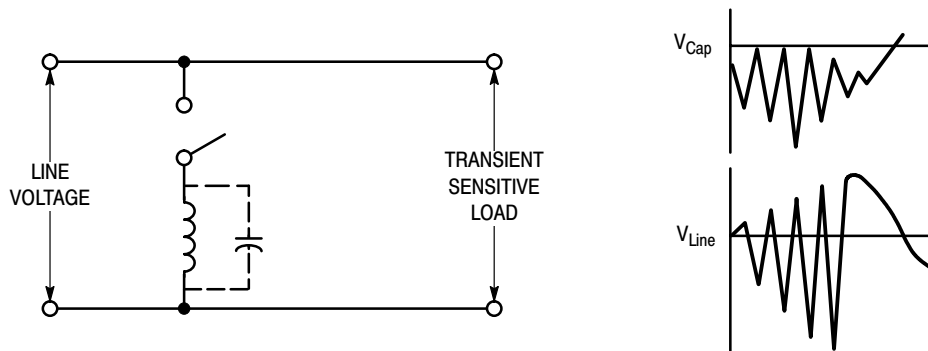 LINE
VOLTAGE
TRANSIENT
SENSITIVE
LOAD
VCap
VLine